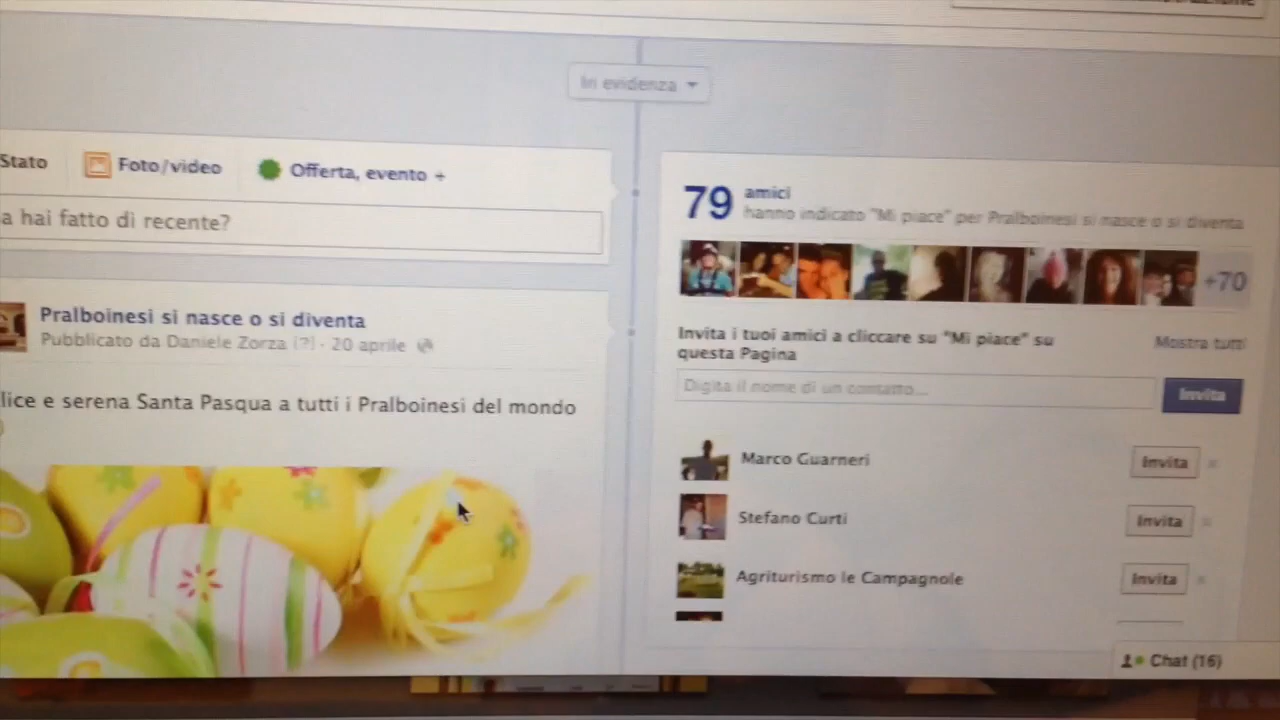 In evidenza
Stato
Foto/video
Offerta, evento +
a hai fatto di recente?
Pralboinesi si nasce o si diventa
Pubblicato da Daniele Zorza [?] · 20 aprile
lice e serena Santa Pasqua a tutti i Pralboinesi del mondo
)
79 amici
hanno indicato "Mi piace" per Pralboinesi si nasce o si diventa
+70
Invita i tuoi amici a cliccare su "Mi piace" su
questa Pagina
Mostra tutti
Digita il nome di un contatto...
Invita
Marco Guarneri
Invita
Stefano Curti
Invita
Agriturismo le Campagnole
Invita
Chat (16)